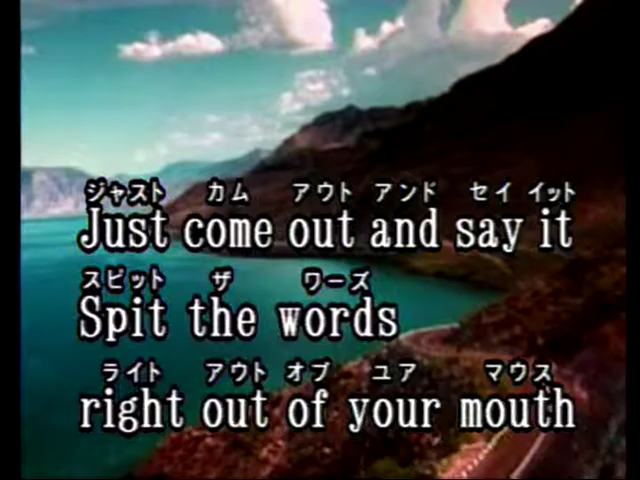 ジャスト カム アウト アンド セイ イット
Just come out and say it
スピット ザ ワーズ
Spit the words
ライト アウト オブ ユア マウス
right out of your mouth